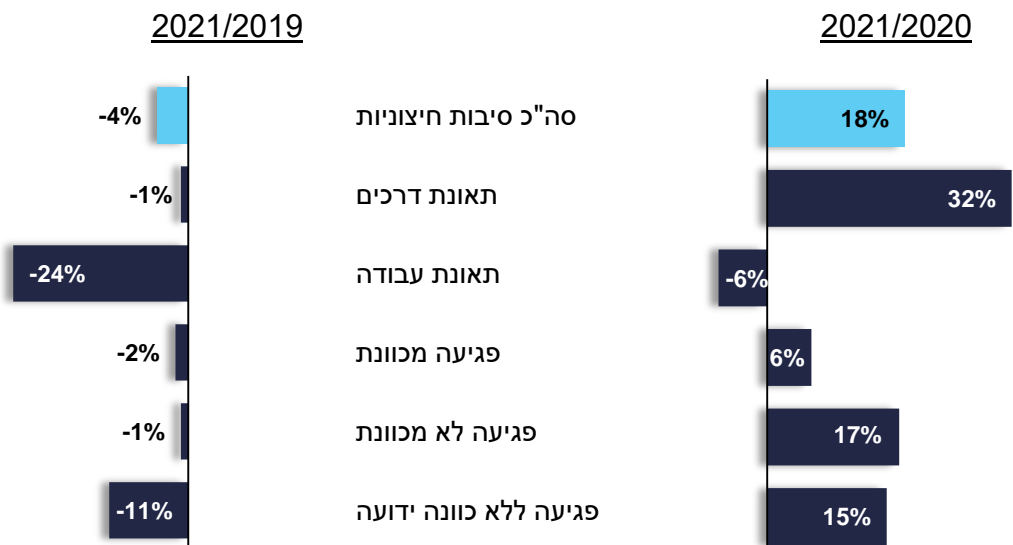 2021/2020
2021/2019
18%
סה"כ סיבות חיצוניות
-4%
32%
תאונת דרכים
-1%
-6%
תאונת עבודה
-24%
6%
פגיעה מכוונת
-2%
17%
פגיעה לא מכוונת
-1%
15%
פגיעה ללא כוונה ידועה
-11%